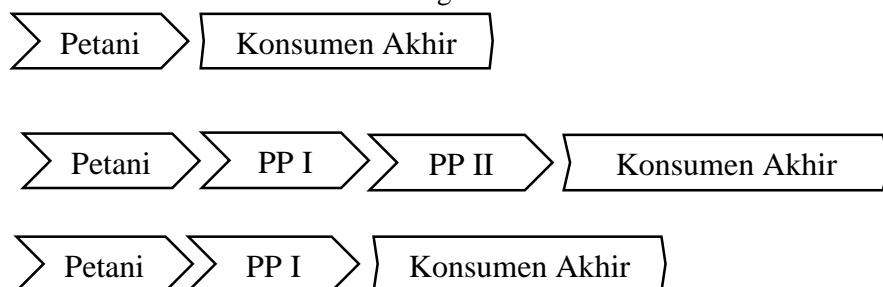 Petani Konsumen Akhir
Petani PP I PP II Konsumen Akhir
Petani PP I Konsumen Akhir